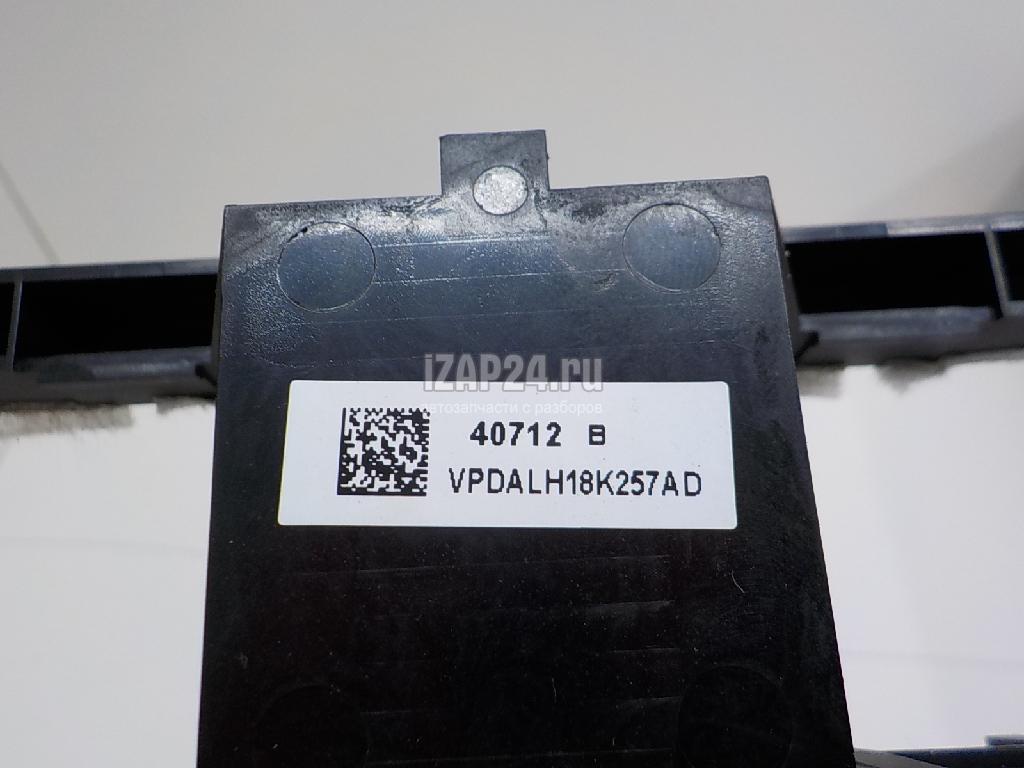 iZAP24.ru
автозапчасти с разборов
40712 B
VPDALH18K257AD